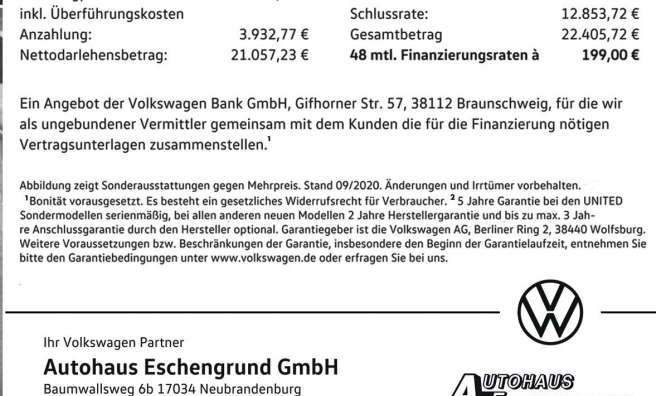 inkl. Überführungskosten
Schlussrate: 12.853,72 €
Anzahlung: 3.932,77 €
Gesamtbetrag 22.405,72 €
Nettodarlehensbetrag: 21.057,23 €
48 mtl. Finanzierungsraten à 199,00 €
Ein Angebot der Volkswagen Bank GmbH, Gifhorner Str. 57, 38112 Braunschweig, für die wir
als ungebundener Vermittler gemeinsam mit dem Kunden die für die Finanzierung nötigen
Vertragsunterlagen zusammenstellen.¹
Abbildung zeigt Sonderausstattungen gegen Mehrpreis. Stand 09/2020. Änderungen und Irrtümer vorbehalten.
¹Bonität vorausgesetzt. Es besteht ein gesetzliches Widerrufsrecht für Verbraucher. ² 5 Jahre Garantie bei den UNITED
Sondermodellen serienmäßig, bei allen anderen neuen Modellen 2 Jahre Herstellergarantie und bis zu max. 3 Jah-
re Anschlussgarantie durch den Hersteller optional. Garantiegeber ist die Volkswagen AG, Berliner Ring 2, 38440 Wolfsburg.
Weitere Voraussetzungen bzw. Beschränkungen der Garantie, insbesondere den Beginn der Garantielaufzeit, entnehmen Sie
bitte den Garantiebedingungen unter www.volkswagen.de oder erfragen Sie bei uns.
Ihr Volkswagen Partner
Autohaus Eschengrund GmbH
Baumwallsweg 6b 17034 Neubrandenburg
AUTOHAUS